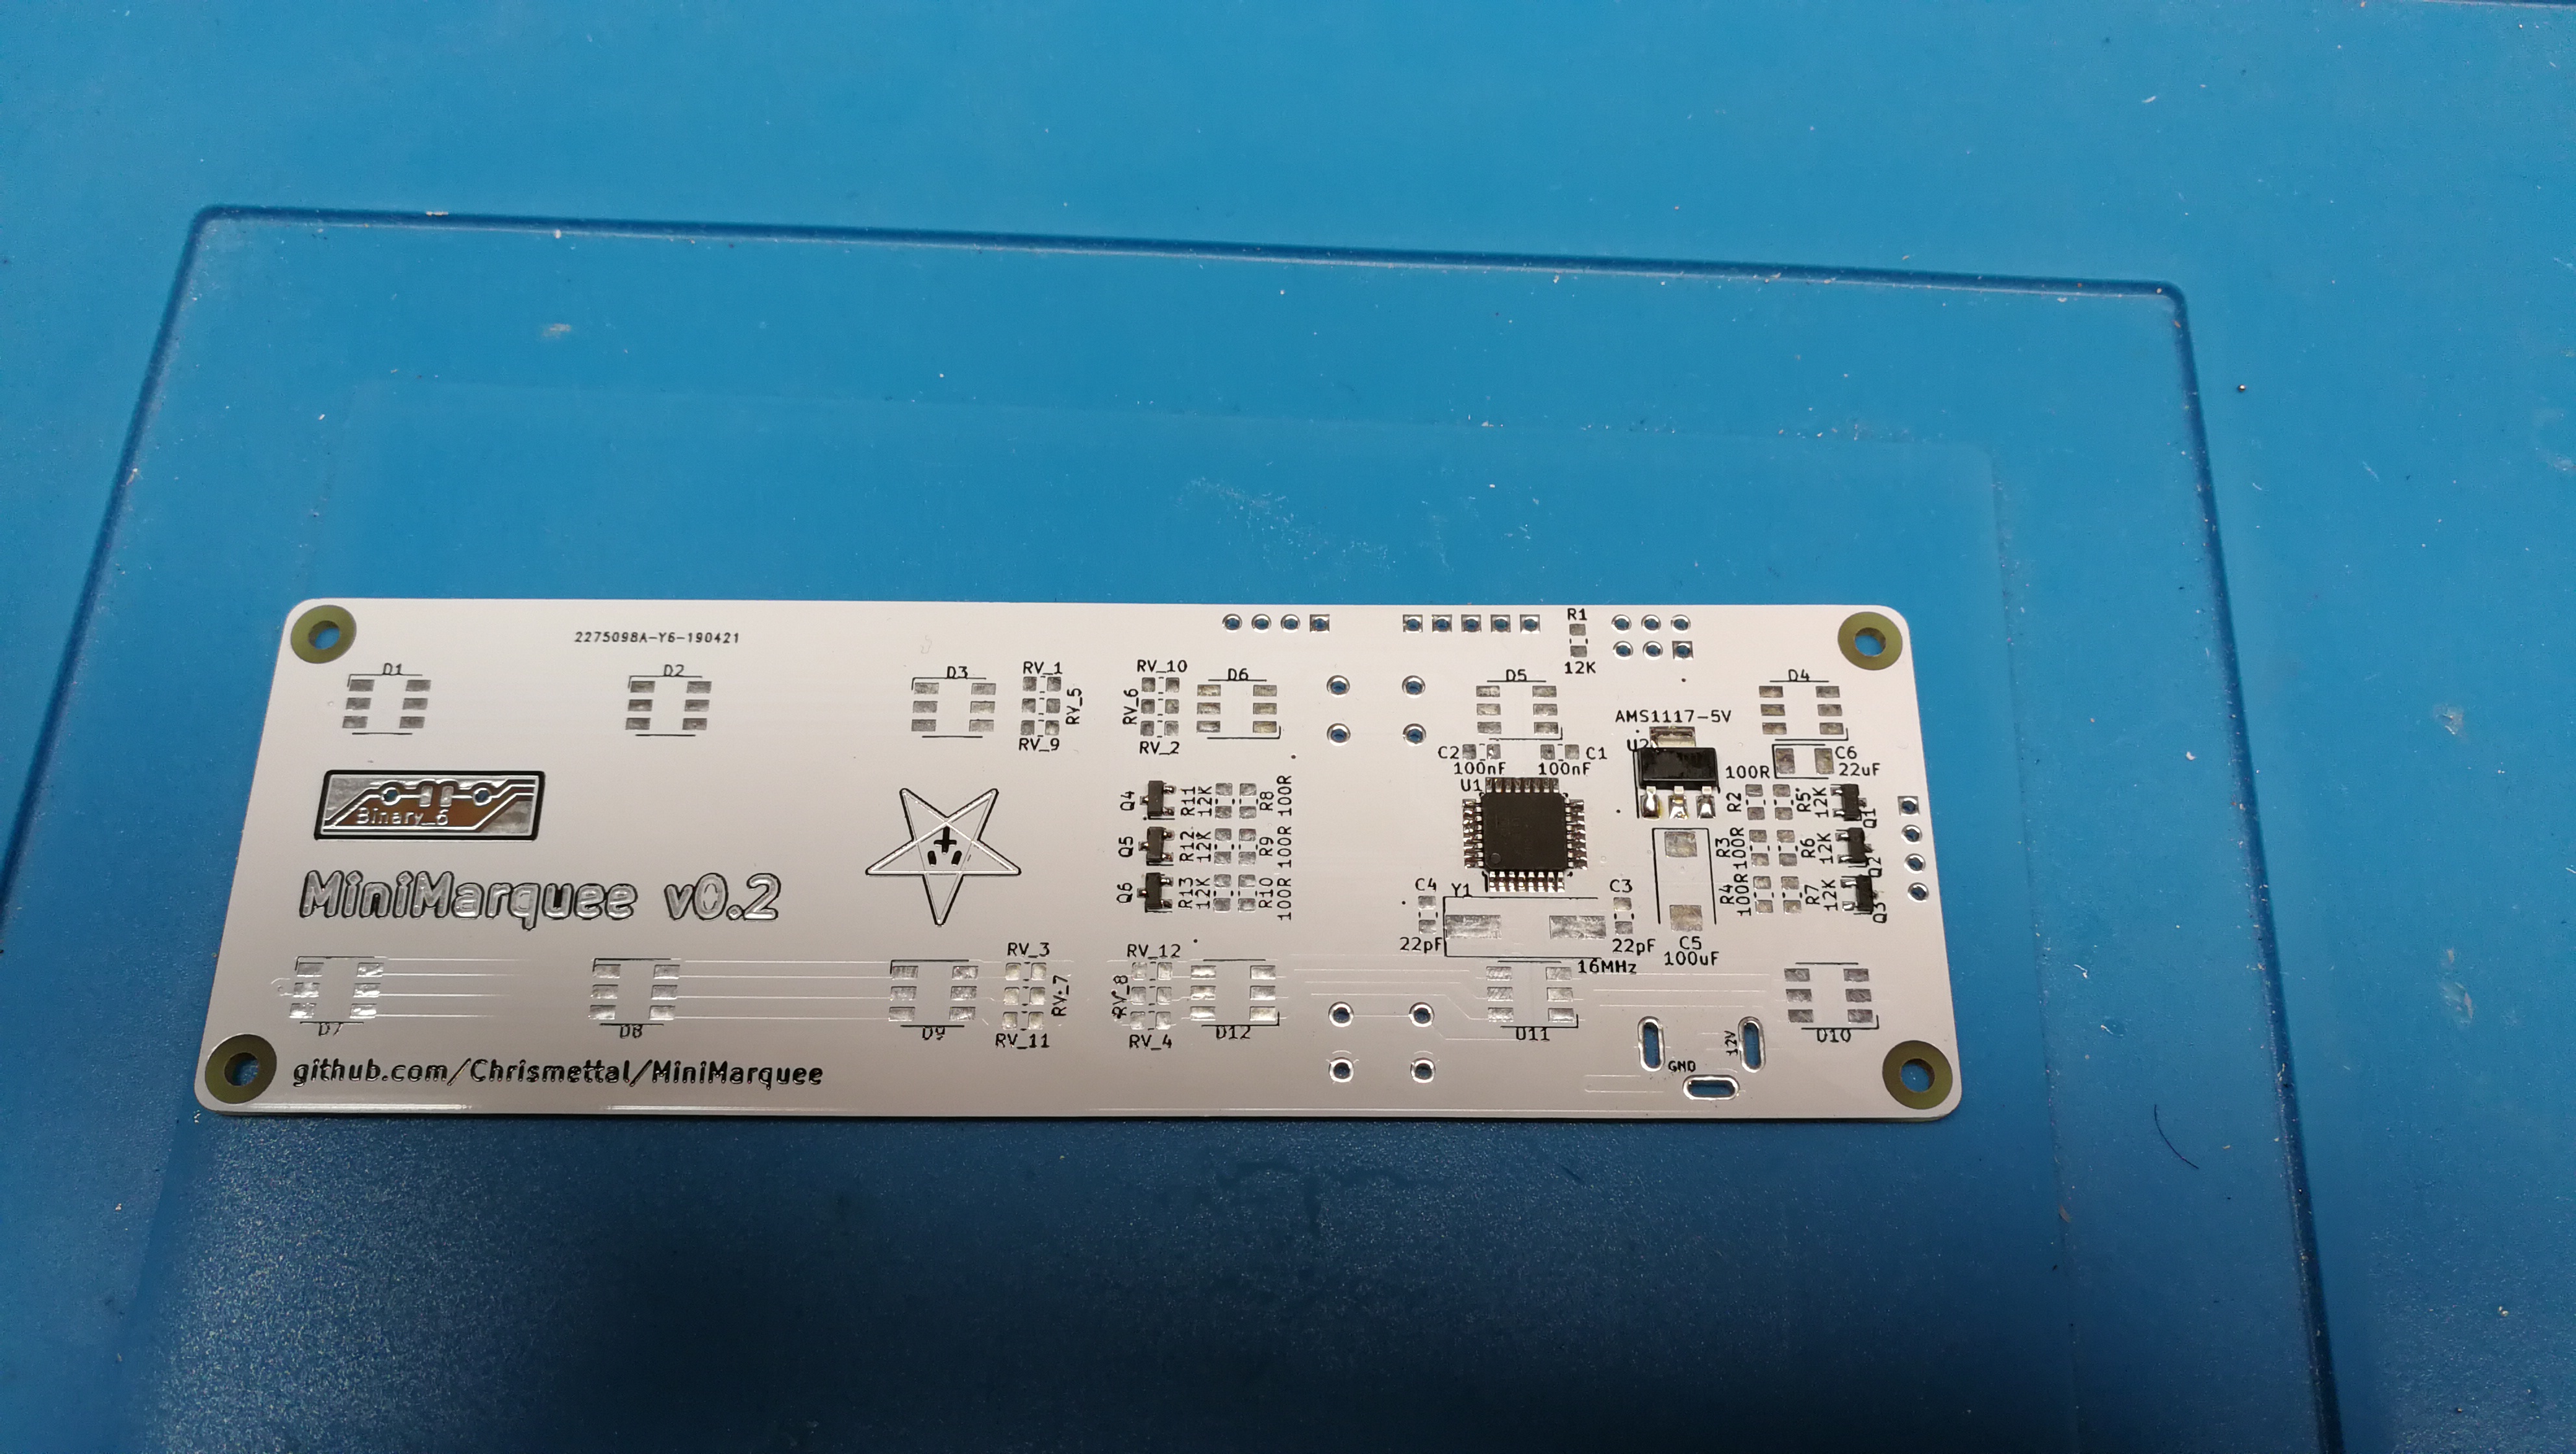 2275098A-Y6-190421
R1
12K
D1
D2
D3
RV_1
RV_5
RV_9
RV_10
RV_6
RV_2
D6
D5
D4
AMS1117-5V
U2
C2
100nF
C1
100nF
U1
C6
22uF
100R
R2
R5
12K
Q1
R3
100R
R6
12K
Q2
R4
100R
R7
12K
Q3
Q4
R11
12K
R8
100R
Q5
R12
12K
R9
100R
Q6
R13
12K
R10
100R
Binary_6
MiniMarquee v0.2
C4
22pF
Y1
C3
22pF
16MHz
C5
100uF
RV_3
RV_7
RV_11
RV_12
RV_8
RV_4
D7
D8
D9
D12
D11
D10
12V
GND
github.com/Chrismettal/MiniMarquee